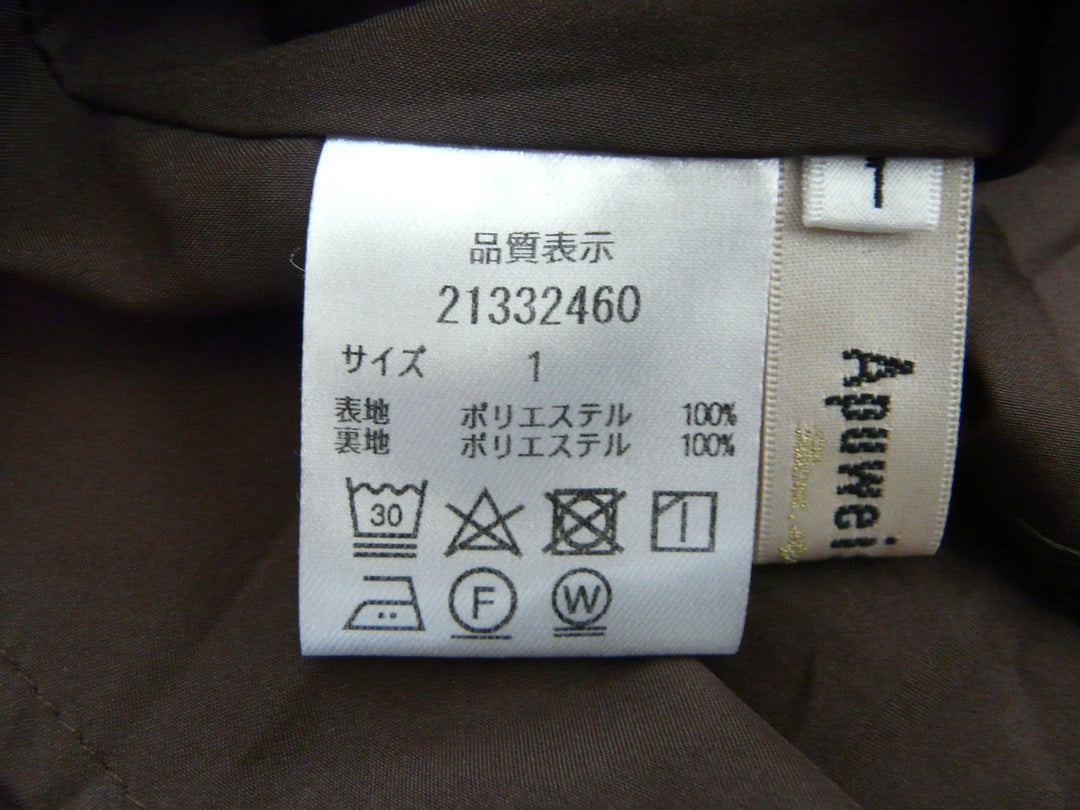 品質表示
21332460
サイズ 1
表地 ポリエステル 100%
裏地 ポリエステル 100%
30
F
W
Apuwei